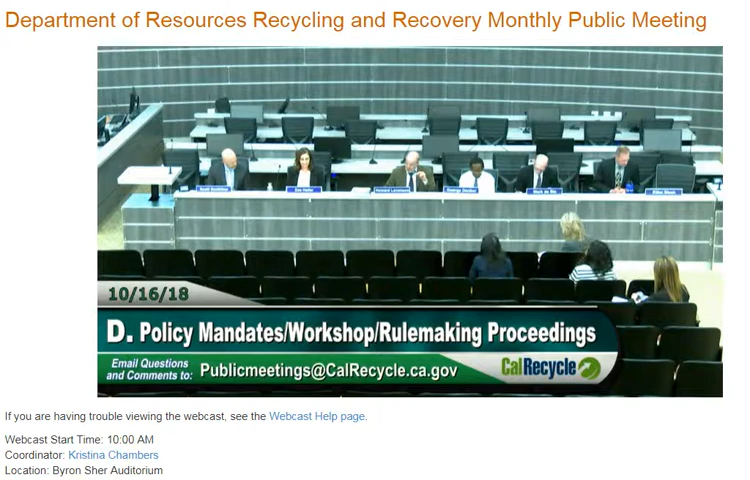 Department of Resources Recycling and Recovery Monthly Public Meeting
10/16/18
D. Policy Mandates/Workshop/Rulemaking Proceedings
Email Questions
and Comments to:
Publicmeetings@CalRecycle.ca.gov
CalRecycle
If you are having trouble viewing the webcast, see the Webcast Help page.
Webcast Start Time: 10:00 AM
Coordinator: Kristina Chambers
Location: Byron Sher Auditorium